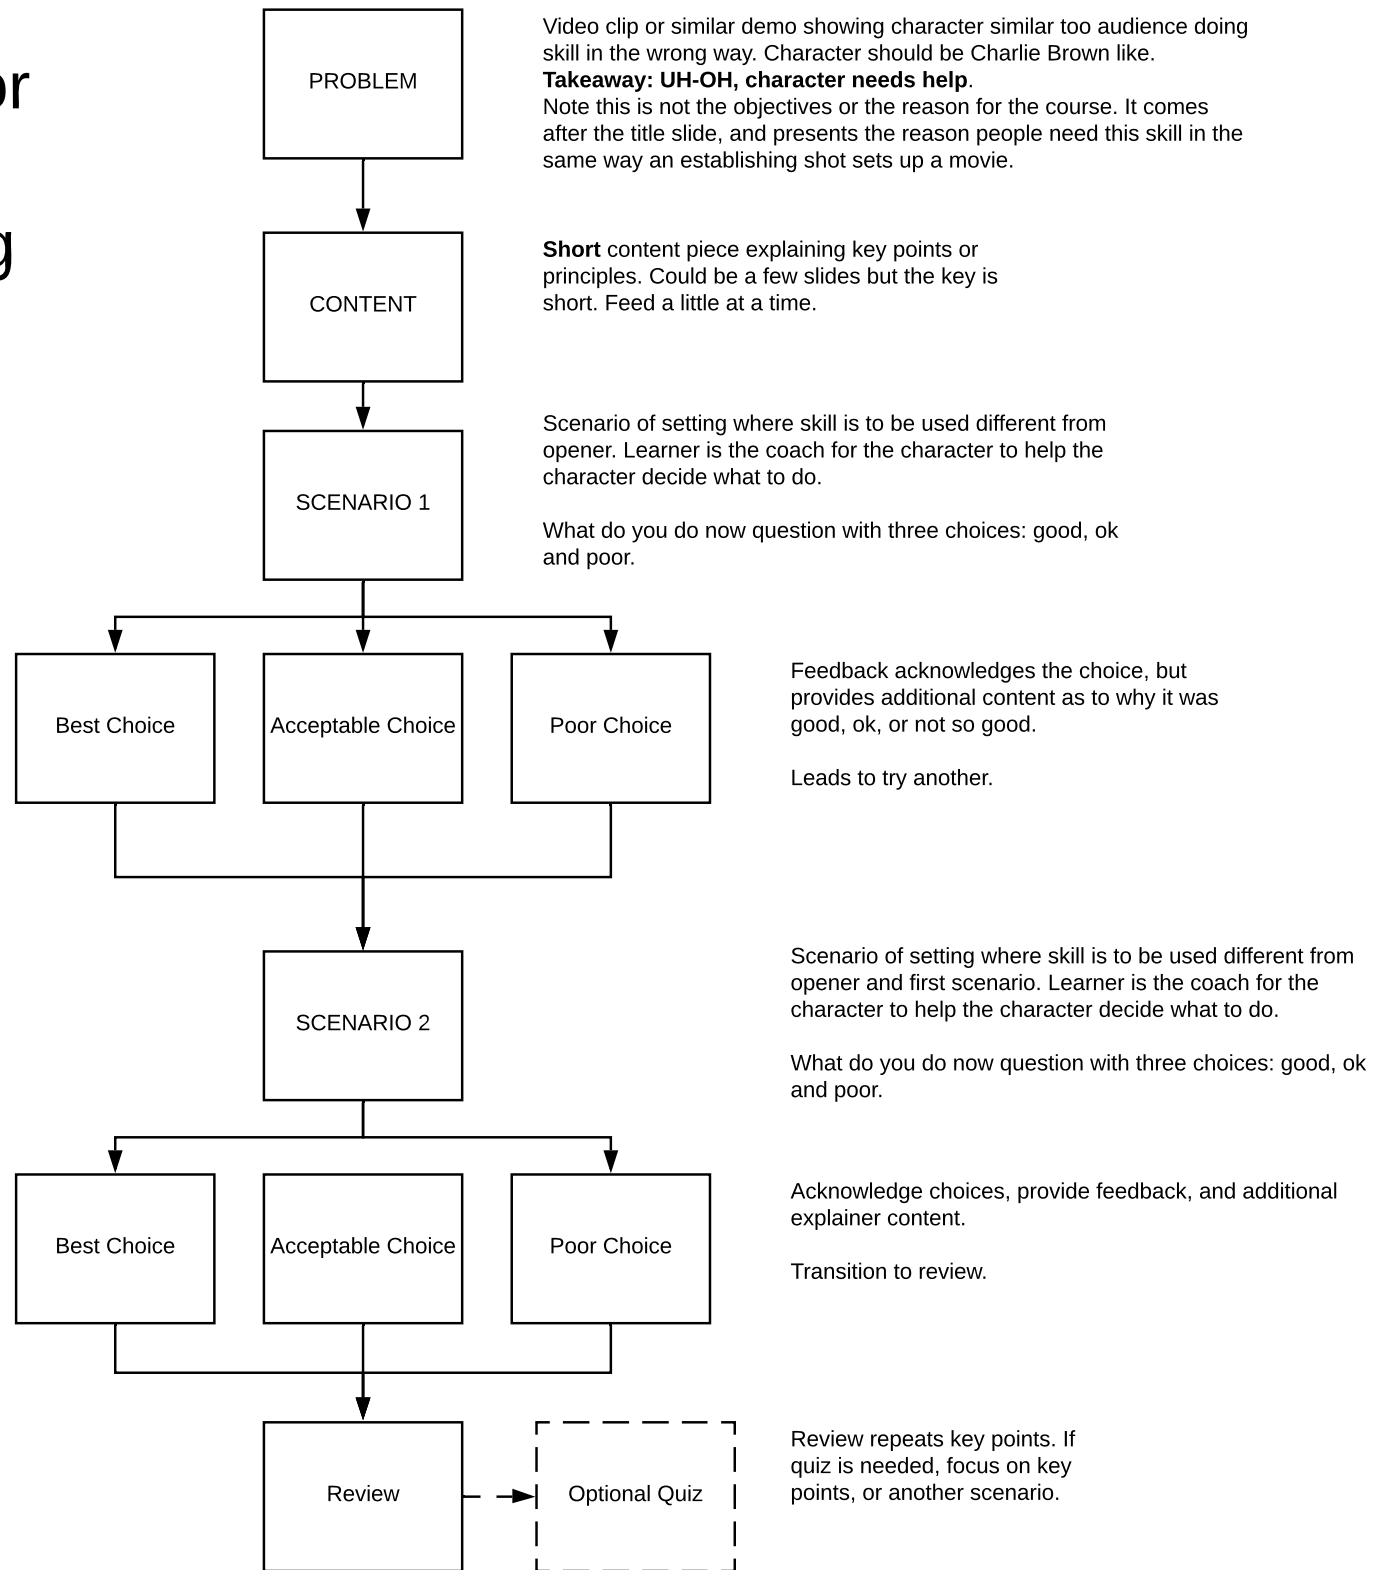 or
g
PROBLEM
Video clip or similar demo showing character similar too audience doing
skill in the wrong way. Character should be Charlie Brown like.
Takeaway: UH-OH, character needs help.
Note this is not the objectives or the reason for the course. It comes
after the title slide, and presents the reason people need this skill in the
same way an establishing shot sets up a movie.
CONTENT
Short content piece explaining key points or
principles. Could be a few slides but the key is
short. Feed a little at a time.
SCENARIO 1
Scenario of setting where skill is to be used different from
opener. Learner is the coach for the character to help the
character decide what to do.
What do you do now question with three choices: good, ok
and poor.
Best Choice
Acceptable Choice
Poor Choice
Feedback acknowledges the choice, but
provides additional content as to why it was
good, ok, or not so good.
Leads to try another.
SCENARIO 2
Scenario of setting where skill is to be used different from
opener and first scenario. Learner is the coach for the
character to help the character decide what to do.
What do you do now question with three choices: good, ok
and poor.
Best Choice
Acceptable Choice
Poor Choice
Acknowledge choices, provide feedback, and additional
explainer content.
Transition to review.
Review
Optional Quiz
Review repeats key points. If
quiz is needed, focus on key
points, or another scenario.